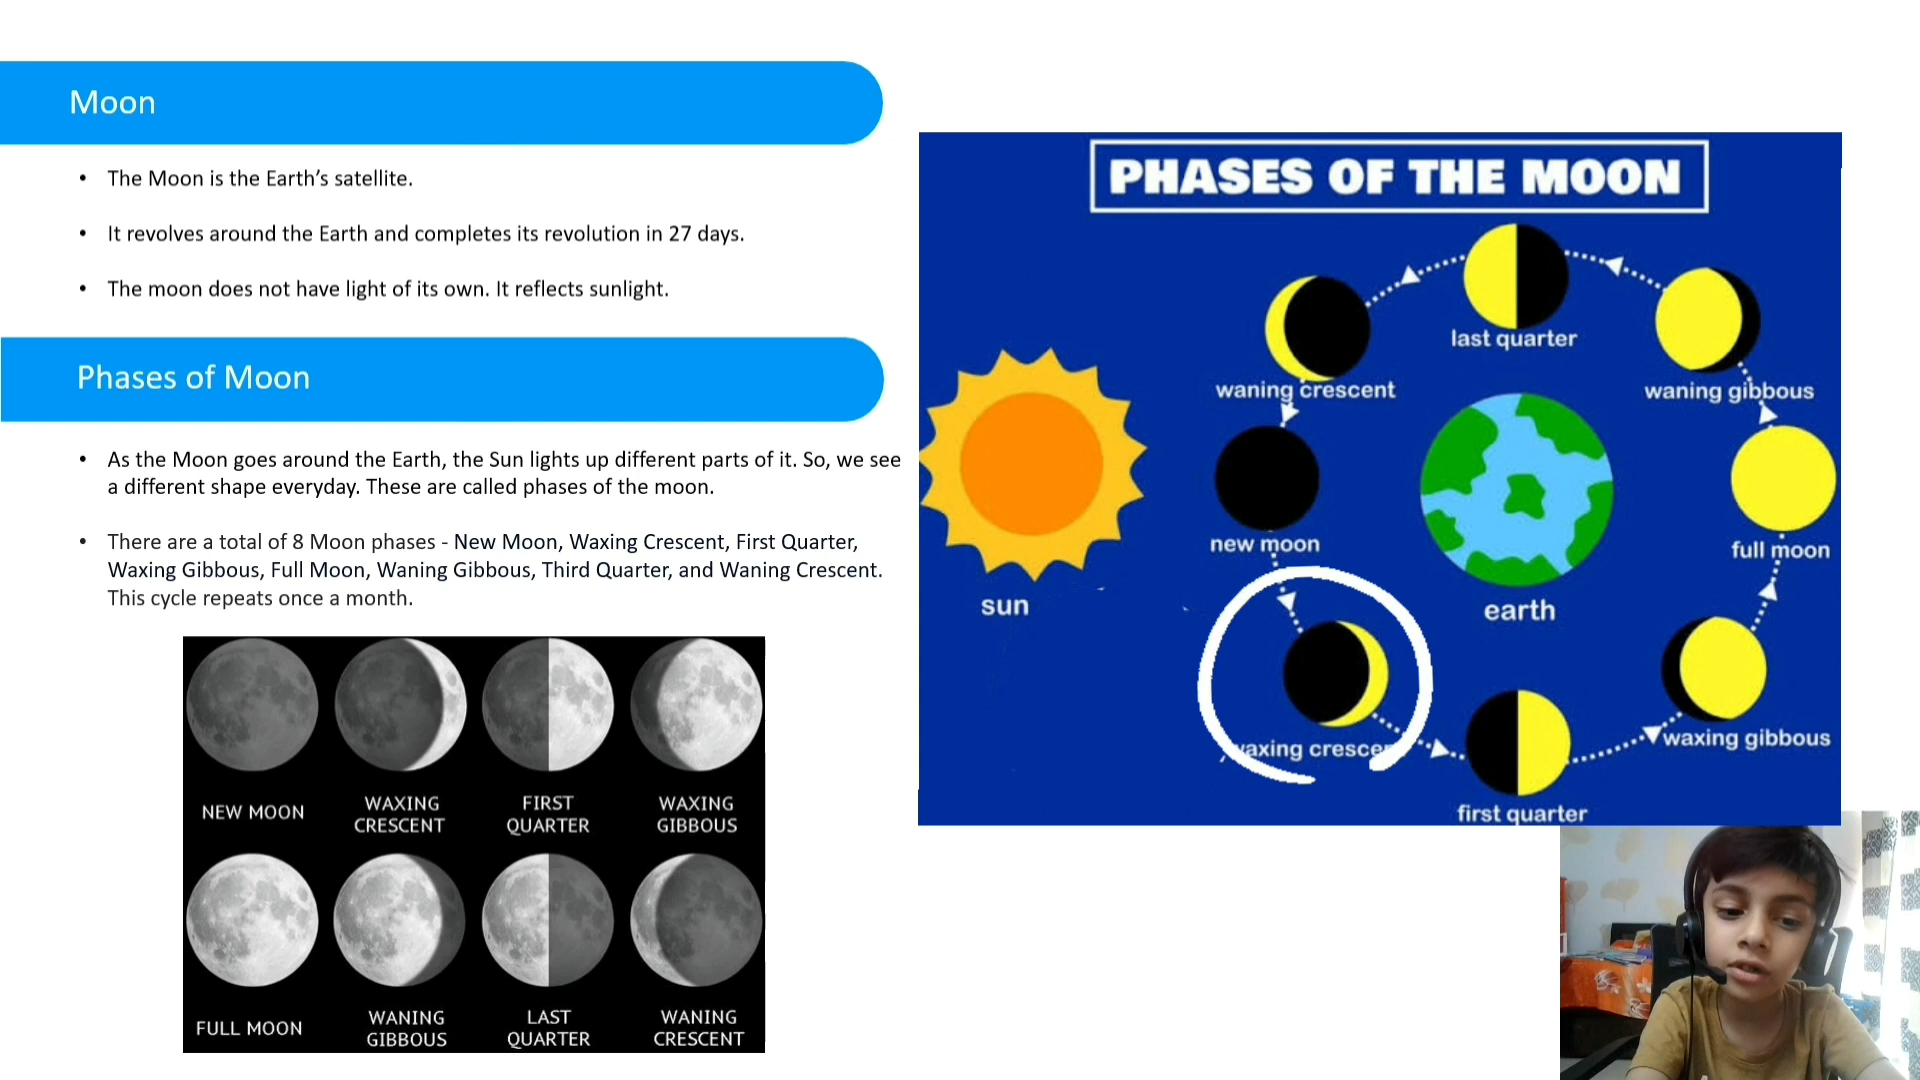 Moon
• The Moon is the Earth’s satellite.
• It revolves around the Earth and completes its revolution in 27 days.
• The moon does not have light of its own. It reflects sunlight.
Phases of Moon
• As the Moon goes around the Earth, the Sun lights up different parts of it. So, we see
a different shape everyday. These are called phases of the moon.
• There are a total of 8 Moon phases - New Moon, Waxing Crescent, First Quarter,
Waxing Gibbous, Full Moon, Waning Gibbous, Third Quarter, and Waning Crescent.
This cycle repeats once a month.
NEW MOON
WAXING
CRESCENT
FIRST
QUARTER
WAXING
GIBBOUS
FULL MOON
WANING
GIBBOUS
LAST
QUARTER
WANING
CRESCENT
PHASES OF THE MOON
last quarter
waning crescent
waning gibbous
new moon
full moon
sun
earth
waxing crescent
waxing gibbous
first quarter